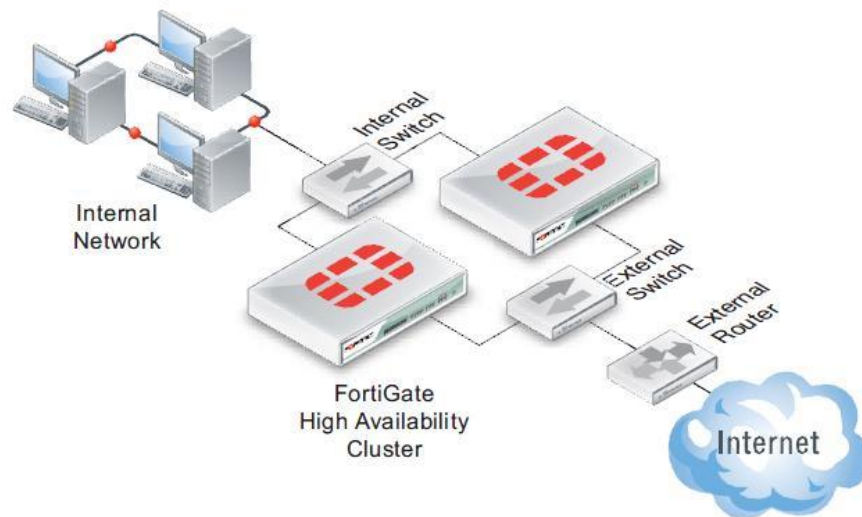 Internal
Switch
Internal
Network
External
Switch
External
Router
FortiGate
High Availability
Cluster
Internet